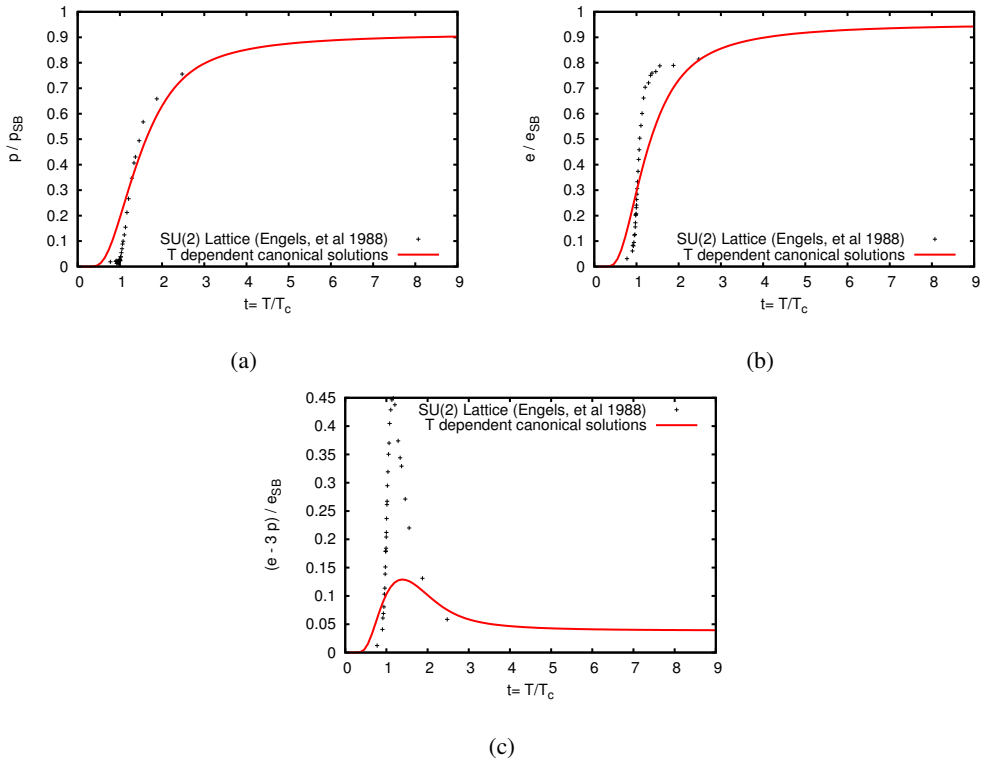 1
0.9
0.8
0.7
0.6
0.5
0.4
0.3
0.2
0.1
0
p / p_SB
SU(2) Lattice (Engels, et al 1988)
T dependent canonical solutions
0 1 2 3 4 5 6 7 8 9
t= T/T_c
(a)
1
0.9
0.8
0.7
0.6
0.5
0.4
0.3
0.2
0.1
0
e / e_SB
SU(2) Lattice (Engels, et al 1988)
T dependent canonical solutions
0 1 2 3 4 5 6 7 8 9
t= T/T_c
(b)
0.45
0.4
0.35
0.3
0.25
0.2
0.15
0.1
0.05
0
(e - 3 p) / e_SB
SU(2) Lattice (Engels, et al 1988)
T dependent canonical solutions
0 1 2 3 4 5 6 7 8 9
t= T/T_c
(c)